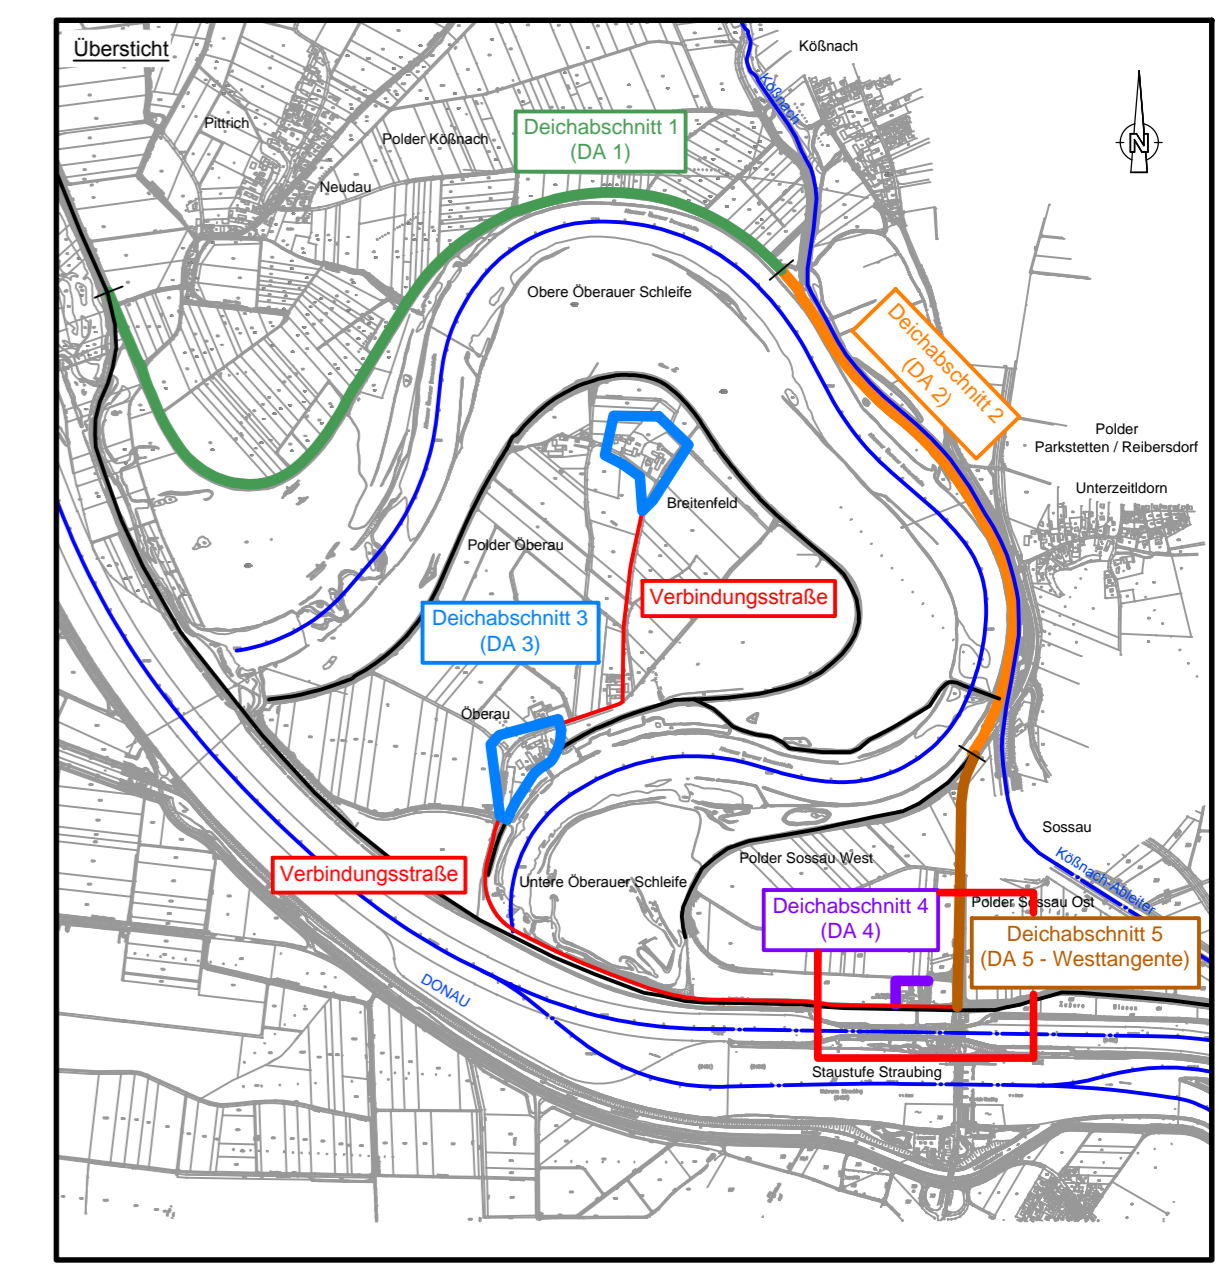 Übersticht
Kößnach
Kößnach
Pittrich
Polder Kößnach
Deichabschnitt 1
(DA 1)
N
Neudau
Obere Öberauer Schleife
Deichabschnitt 2
(DA 2)
Polder
Parkstetten / Reibersdorf
Unterzeitldorn
Breitenfeld
Polder Öberau
Verbindungsstraße
Deichabschnitt 3
(DA 3)
Öberau
Sossau
Polder Sossau West
Kößnach-Ableiter
Verbindungsstraße
Untere Öberauer Schleife
Deichabschnitt 4
(DA 4)
Polder Sossau Ost
Deichabschnitt 5
(DA 5 - Westtangente)
DONAU
Staustufe Straubing